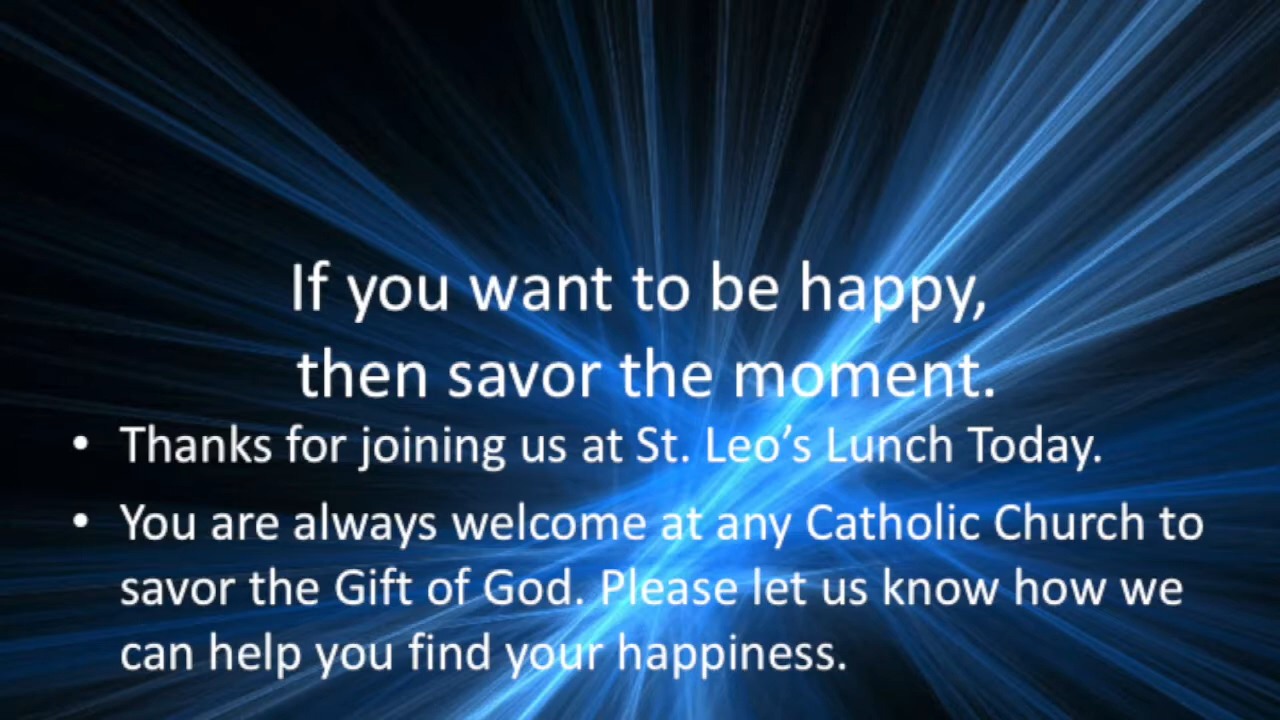 If you want to be happy,
then savor the moment.
• Thanks for joining us at St. Leo’s Lunch Today.
• You are always welcome at any Catholic Church to
savor the Gift of God. Please let us know how we
can help you find your happiness.